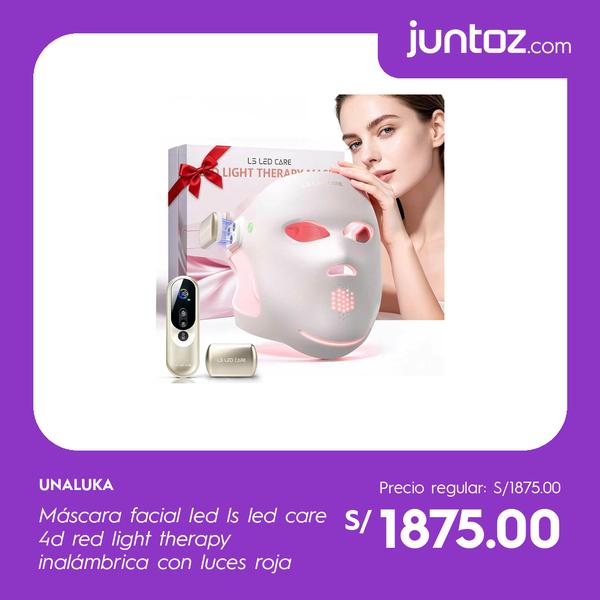 juntoz.com
LS LED CARE
LIGHT THERAPY
LS LED CARE
UNALUKA
Máscara facial led ls led care
4d red light therapy
inalámbrica con luces roja
Precio regular: S/1875.00
S/ 1875.00